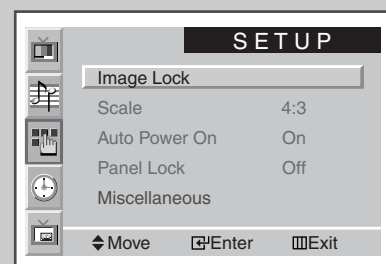 SETUP
Image Lock
Scale 4:3
Auto Power On On
Panel Lock Off
Miscellaneous
Move Enter Exit